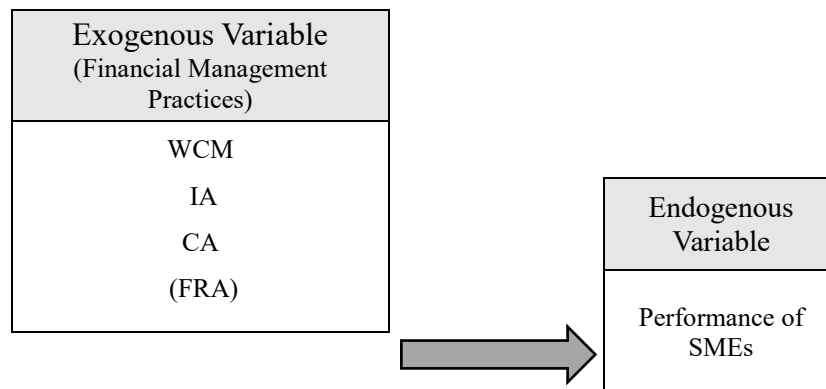 Exogenous Variable
(Financial Management
Practices)
WCM
IA
CA
(FRA)
Endogenous
Variable
Performance of
SMEs